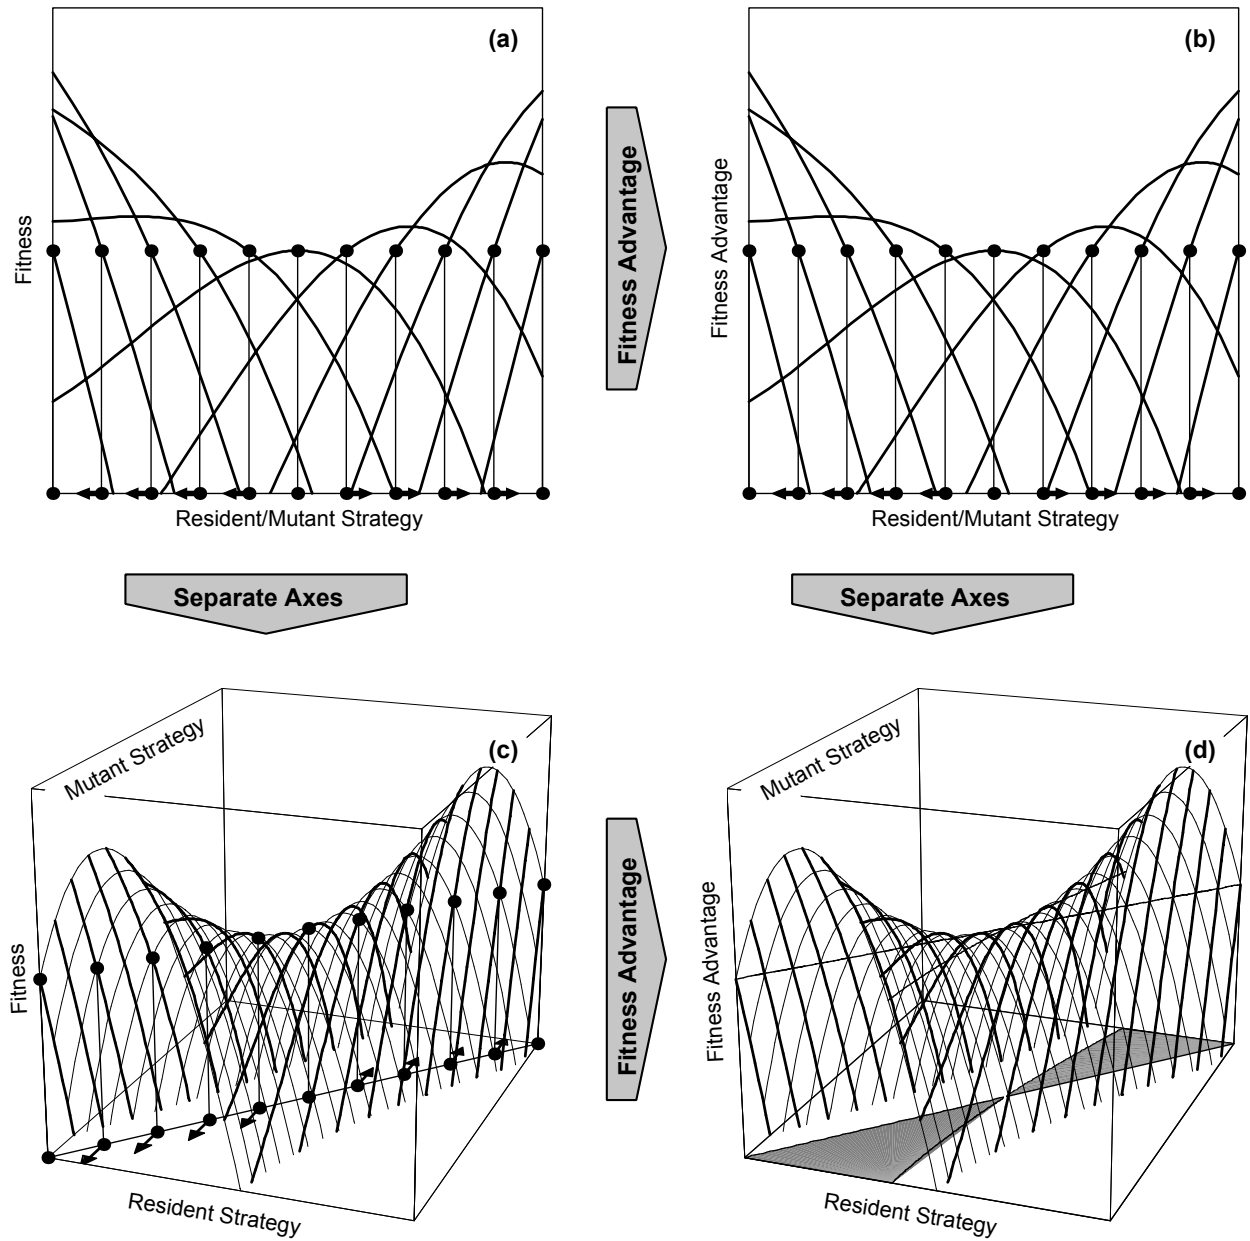 (a)
Fitness
Resident/Mutant Strategy
Fitness Advantage
(b)
Fitness Advantage
Resident/Mutant Strategy
Separate Axes
Separate Axes
(c)
Mutant Strategy
Fitness
Resident Strategy
Fitness Advantage
(d)
Mutant Strategy
Fitness Advantage
Resident Strategy